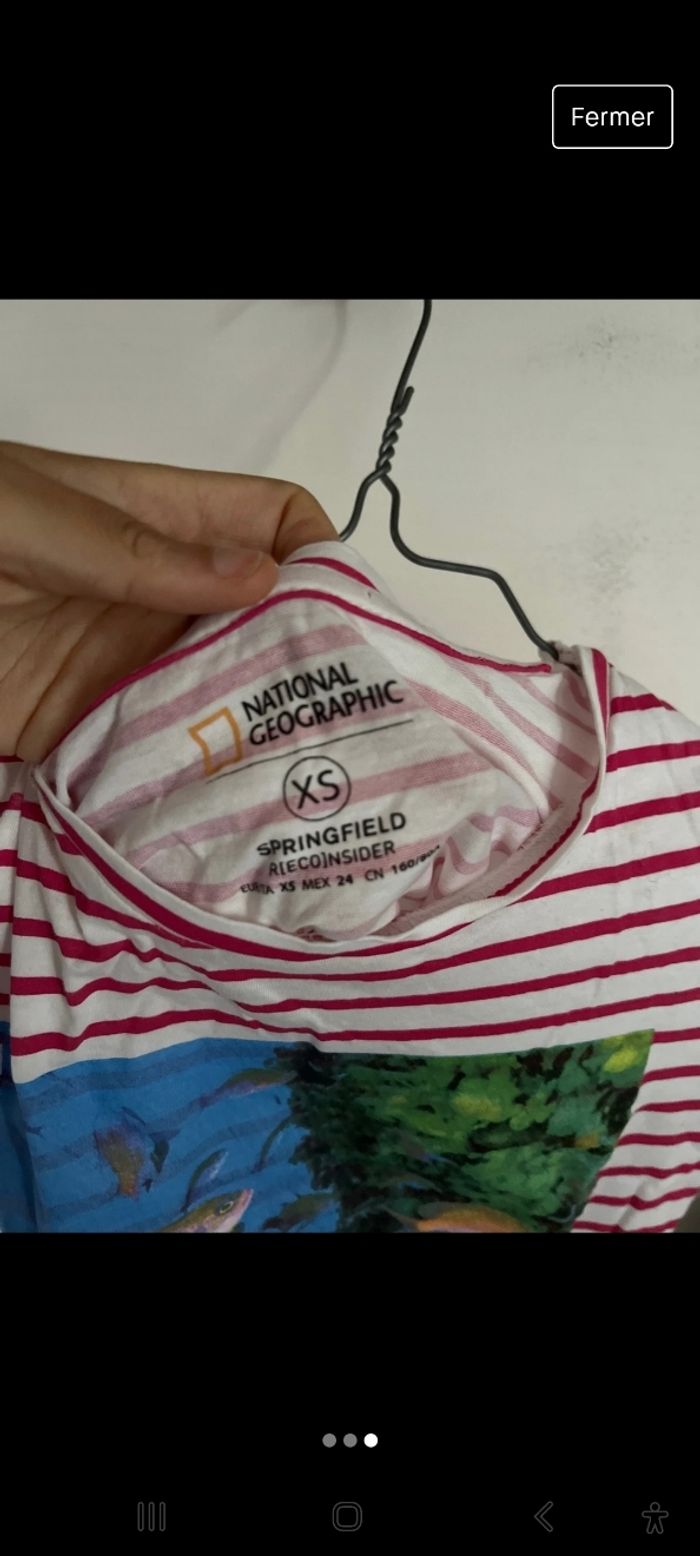 Fermer
NATIONAL
GEOGRAPHIC
XS
SPRINGFIELD
R[ECO]NSIDER
XS MEX 24 CN